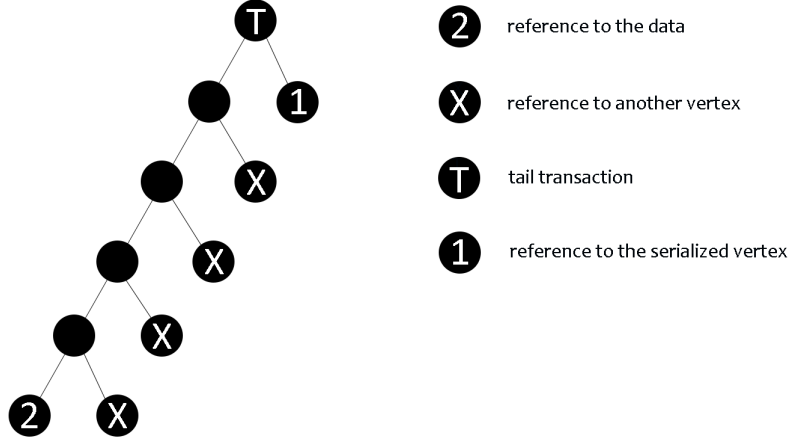 T
2 reference to the data
1
X reference to another vertex
X
T tail transaction
X
1 reference to the serialized vertex
X
2
X